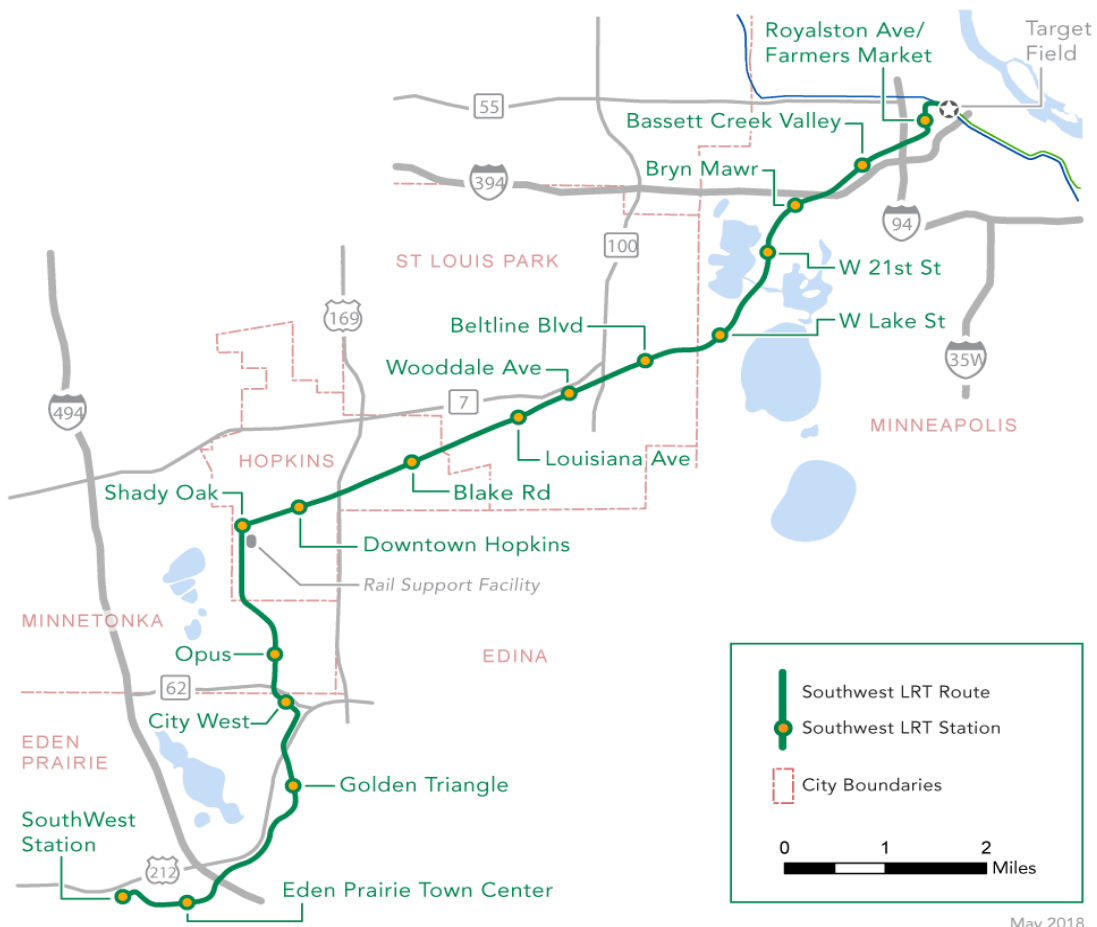 Royalston Ave/
Farmers Market
Target
Field
55
Bassett Creek Valley
Bryn Mawr
394
94
100
ST LOUIS PARK
W 21st St
169
Beltline Blvd
W Lake St
Wooddale Ave
35W
7
494
MINNEAPOLIS
HOPKINS
Louisiana Ave
Shady Oak
Blake Rd
Downtown Hopkins
Rail Support Facility
MINNETONKA
Opus
EDINA
62
City West
EDEN
PRAIRIE
Golden Triangle
SouthWest
Station
212
Eden Prairie Town Center
Southwest LRT Route
Southwest LRT Station
City Boundaries
0 1 2
Miles
May 2018